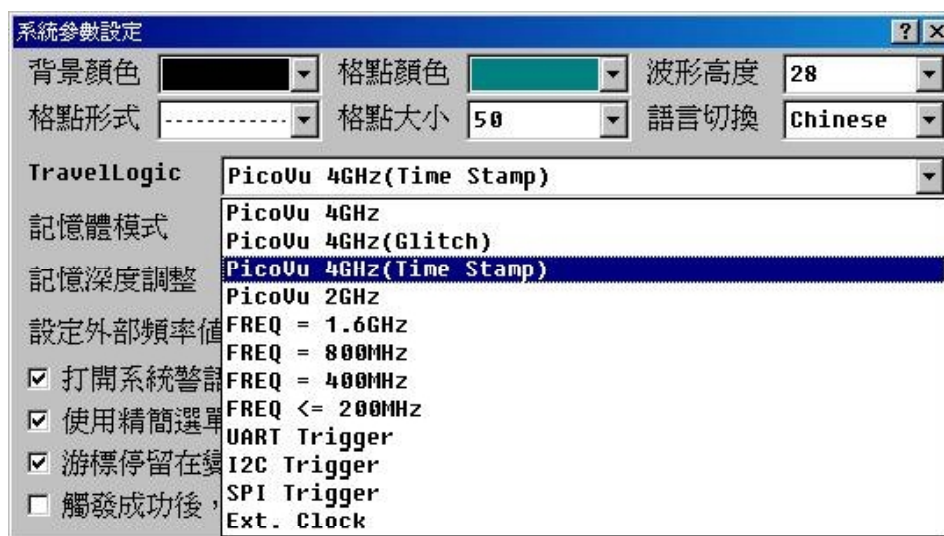 系統參數設定
背景顏色 格點顏色 波形高度 28
格點形式 格點大小 50 語言切換 Chinese
TravelLogic PicoVu 4GHz(Time Stamp)
PicoVu 4GHz
記憶體模式 PicoVu 4GHz(Glitch)
PicoVu 4GHz(Time Stamp)
記憶深度調整 PicoVu 2GHz
設定外部頻率值 FREQ = 1.6GHz
FREQ = 800MHz
打開系統警語 FREQ = 400MHz
使用精簡選單 FREQ <= 200MHz
UART Trigger
游標停留在變 I2C Trigger
觸發成功後， SPI Trigger
Ext. Clock